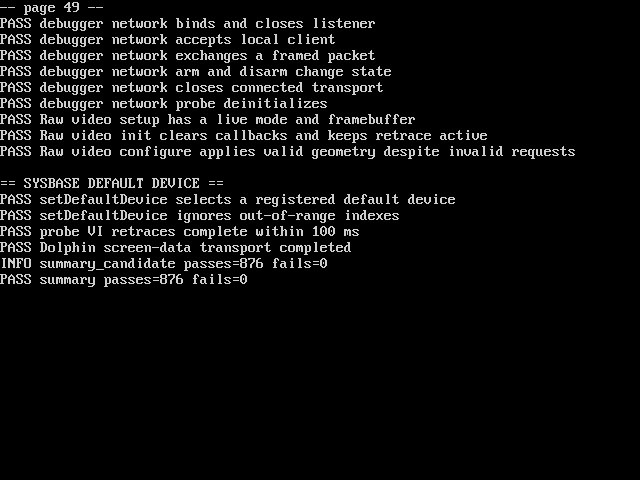 -- page 49 --
PASS debugger network binds and closes listener
PASS debugger network accepts local client
PASS debugger network exchanges a framed packet
PASS debugger network arm and disarm change state
PASS debugger network closes connected transport
PASS debugger network probe deinitializes
PASS Raw video setup has a live mode and framebuffer
PASS Raw video init clears callbacks and keeps retrace active
PASS Raw video configure applies valid geometry despite invalid requests
== SYSBASE DEFAULT DEVICE ==
PASS setDefaultDevice selects a registered default device
PASS setDefaultDevice ignores out-of-range indexes
PASS probe VI retraces complete within 100 ms
PASS Dolphin screen-data transport completed
INFO summary_candidate passes=876 fails=0
PASS summary passes=876 fails=0